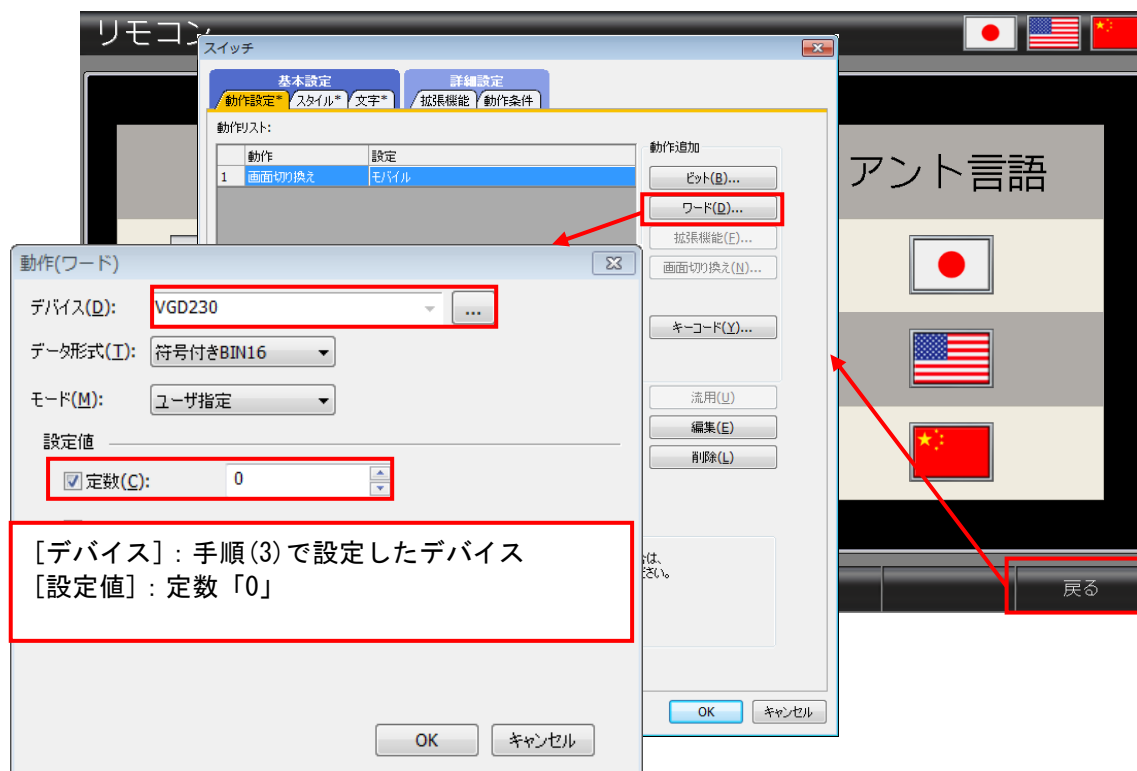 リモコン
スイッチ
基本設定
詳細設定
動作設定*
スタイル*
文字*
拡張機能
動作条件
動作リスト:
動作
設定
1
画面切り換え
モバイル
動作追加
ビット(B)...
ワード(D)...
拡張機能(F)...
画面切り換え(N)...
キーコード(Y)...
流用(U)
編集(E)
削除(L)
アント言語
動作(ワード)
デバイス(D):
VGD230
...
データ形式(T):
符号付きBIN16
モード(M):
ユーザ指定
設定値
定数(C):
0
[デバイス]:手順(3)で設定したデバイス
[設定値]:定数「0」
は、
ださい。
戻る
OK
キャンセル
OK
キャンセル